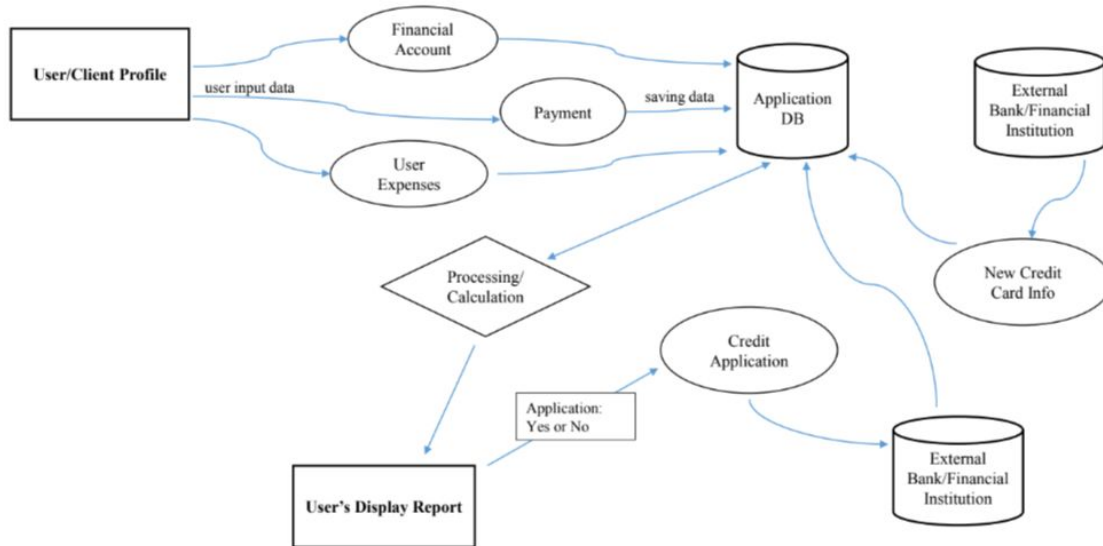 Financial
Account
User/Client Profile
user input data
Payment
saving data
Application
DB
External
Bank/Financial
Institution
User
Expenses
Processing/
Calculation
New Credit
Card Info
Credit
Application
Application:
Yes or No
User’s Display Report
External
Bank/Financial
Institution